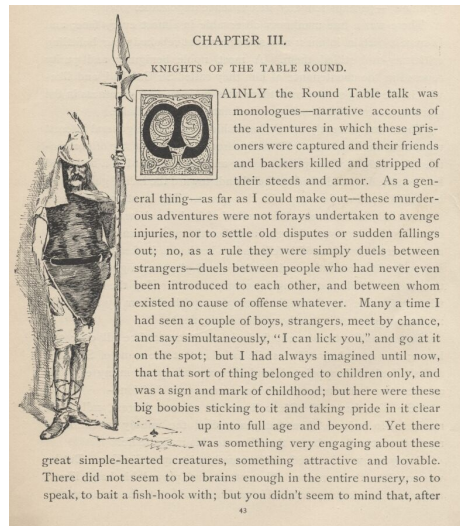 CHAPTER III.
KNIGHTS OF THE TABLE ROUND.
MAINLY the Round Table talk was
monologues—narrative accounts of
the adventures in which these pris-
oners were captured and their friends
and backers killed and stripped of
their steeds and armor. As a gen-
eral thing—as far as I could make out—these murder-
ous adventures were not forays undertaken to avenge
injuries, nor to settle old disputes or sudden fallings
out; no, as a rule they were simply duels between
strangers—duels between people who had never even
been introduced to each other, and between whom
existed no cause of offense whatever. Many a time I
had seen a couple of boys, strangers, meet by chance,
and say simultaneously, "I can lick you," and go at it
on the spot; but I had always imagined until now,
that that sort of thing belonged to children only, and
was a sign and mark of childhood; but here were these
big boobies sticking to it and taking pride in it clear
up into full age and beyond. Yet there
was something very engaging about these
great simple-hearted creatures, something attractive and lovable.
There did not seem to be brains enough in the entire nursery, so to
speak, to bait a fish-hook with; but you didn't seem to mind that, after
43